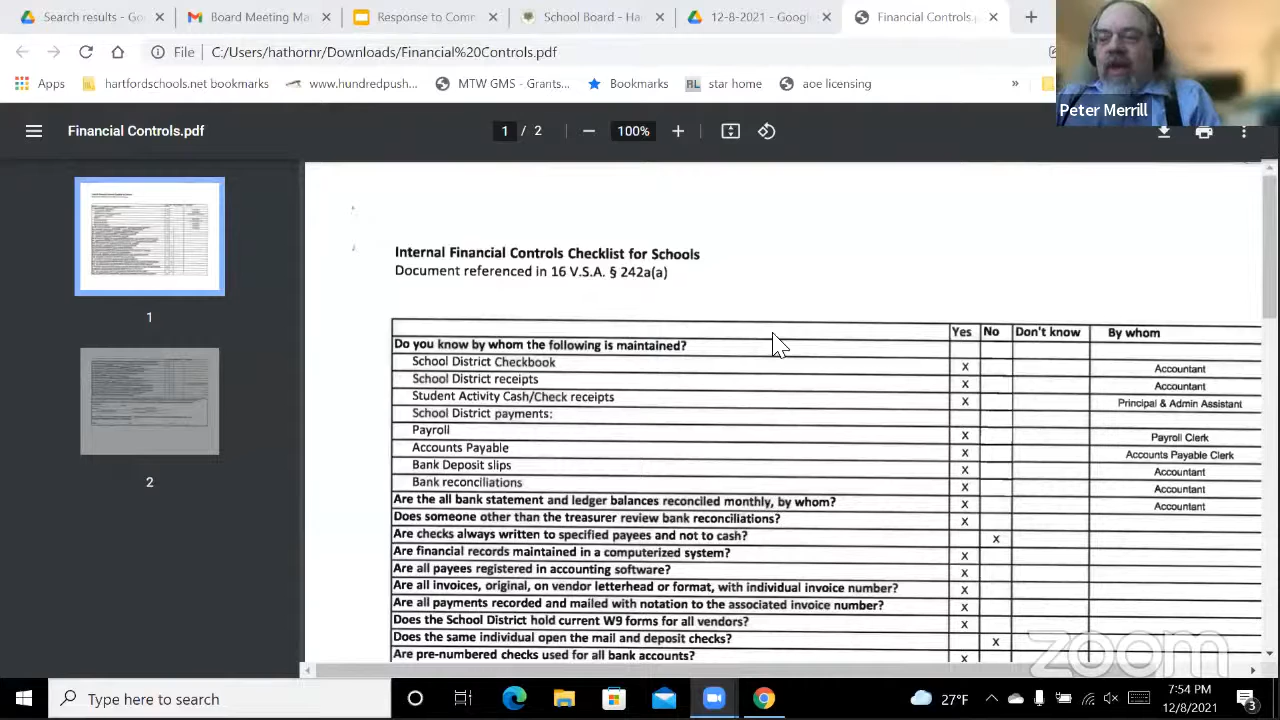 12-8-2021 - Goog
Board Meeting Ma
Response to Comm
School Board - Ha
12-8-2021 - Goog
Financial Controls
File C:/Users/hathornr/Downloads/Financial%20Controls.pdf
Apps hartfordschools.net bookmarks www.hundredpush... MTW GMS - Grants... Bookmarks RL star home aoe licensing »
Peter Merrill
Financial Controls.pdf 1 / 2 100%
1
2
Internal Financial Controls Checklist for Schools
Document referenced in 16 V.S.A. § 242a(a)
Yes No Don't know By whom
Do you know by whom the following is maintained?
School District Checkbook X Accountant
School District receipts X Accountant
Student Activity Cash/Check receipts X Principal & Admin Assistant
School District payments:
Payroll X Payroll Clerk
Accounts Payable X Accounts Payable Clerk
Bank Deposit slips X Accountant
Bank reconciliations X Accountant
Are the all bank statement and ledger balances reconciled monthly, by whom? X Accountant
Does someone other than the treasurer review bank reconciliations? X
Are checks always written to specified payees and not to cash? X
Are financial records maintained in a computerized system? X
Are all payees registered in accounting software? X
Are all invoices, original, on vendor letterhead or format, with individual invoice number? X
Are all payments recorded and mailed with notation to the associated invoice number? X
Does the School District hold current W9 forms for all vendors? X
Does the same individual open the mail and deposit checks? X
Are pre-numbered checks used for all bank accounts? X
zoom
Type here to search
27°F
7:54 PM
12/8/2021
3